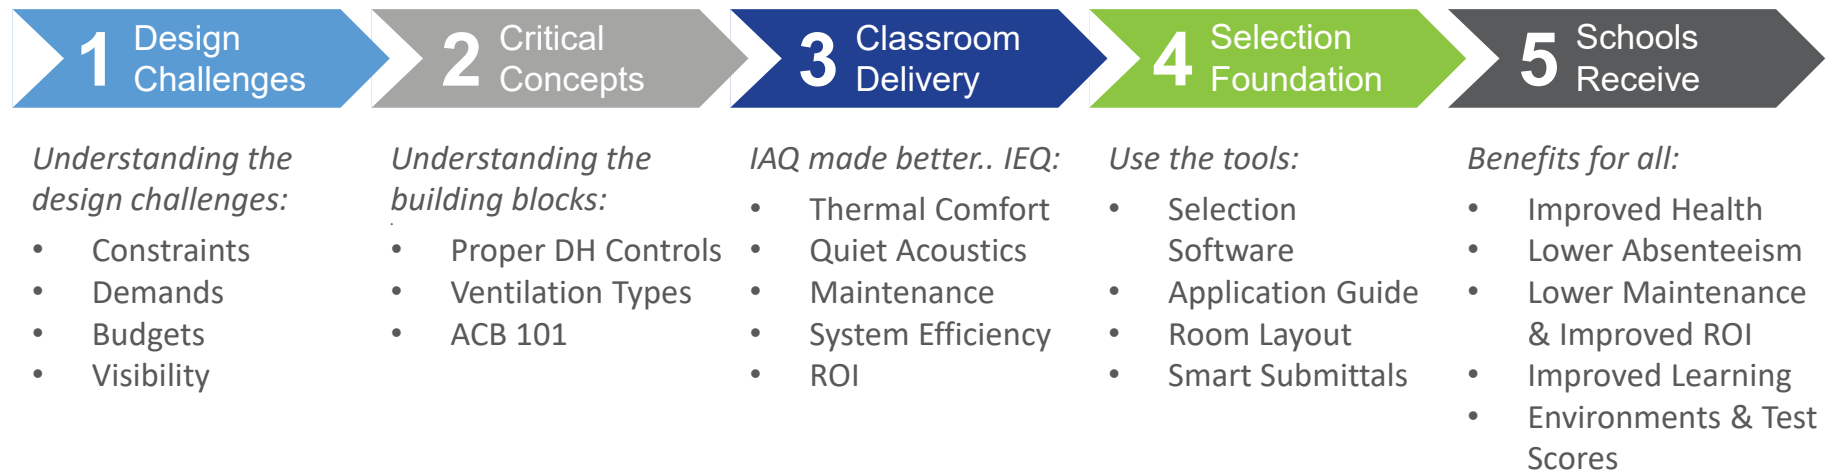 1 Design
Challenges
Understanding the
design challenges:
• Constraints
• Demands
• Budgets
• Visibility
2 Critical
Concepts
Understanding the
building blocks:
• Proper DH Controls
• Ventilation Types
• ACB 101
3 Classroom
Delivery
IAQ made better.. IEQ:
• Thermal Comfort
• Quiet Acoustics
• Maintenance
• System Efficiency
• ROI
4 Selection
Foundation
Use the tools:
• Selection
Software
• Application Guide
• Room Layout
• Smart Submittals
5 Schools
Receive
Benefits for all:
• Improved Health
• Lower Absenteeism
• Lower Maintenance
& Improved ROI
• Improved Learning
• Environments & Test
Scores